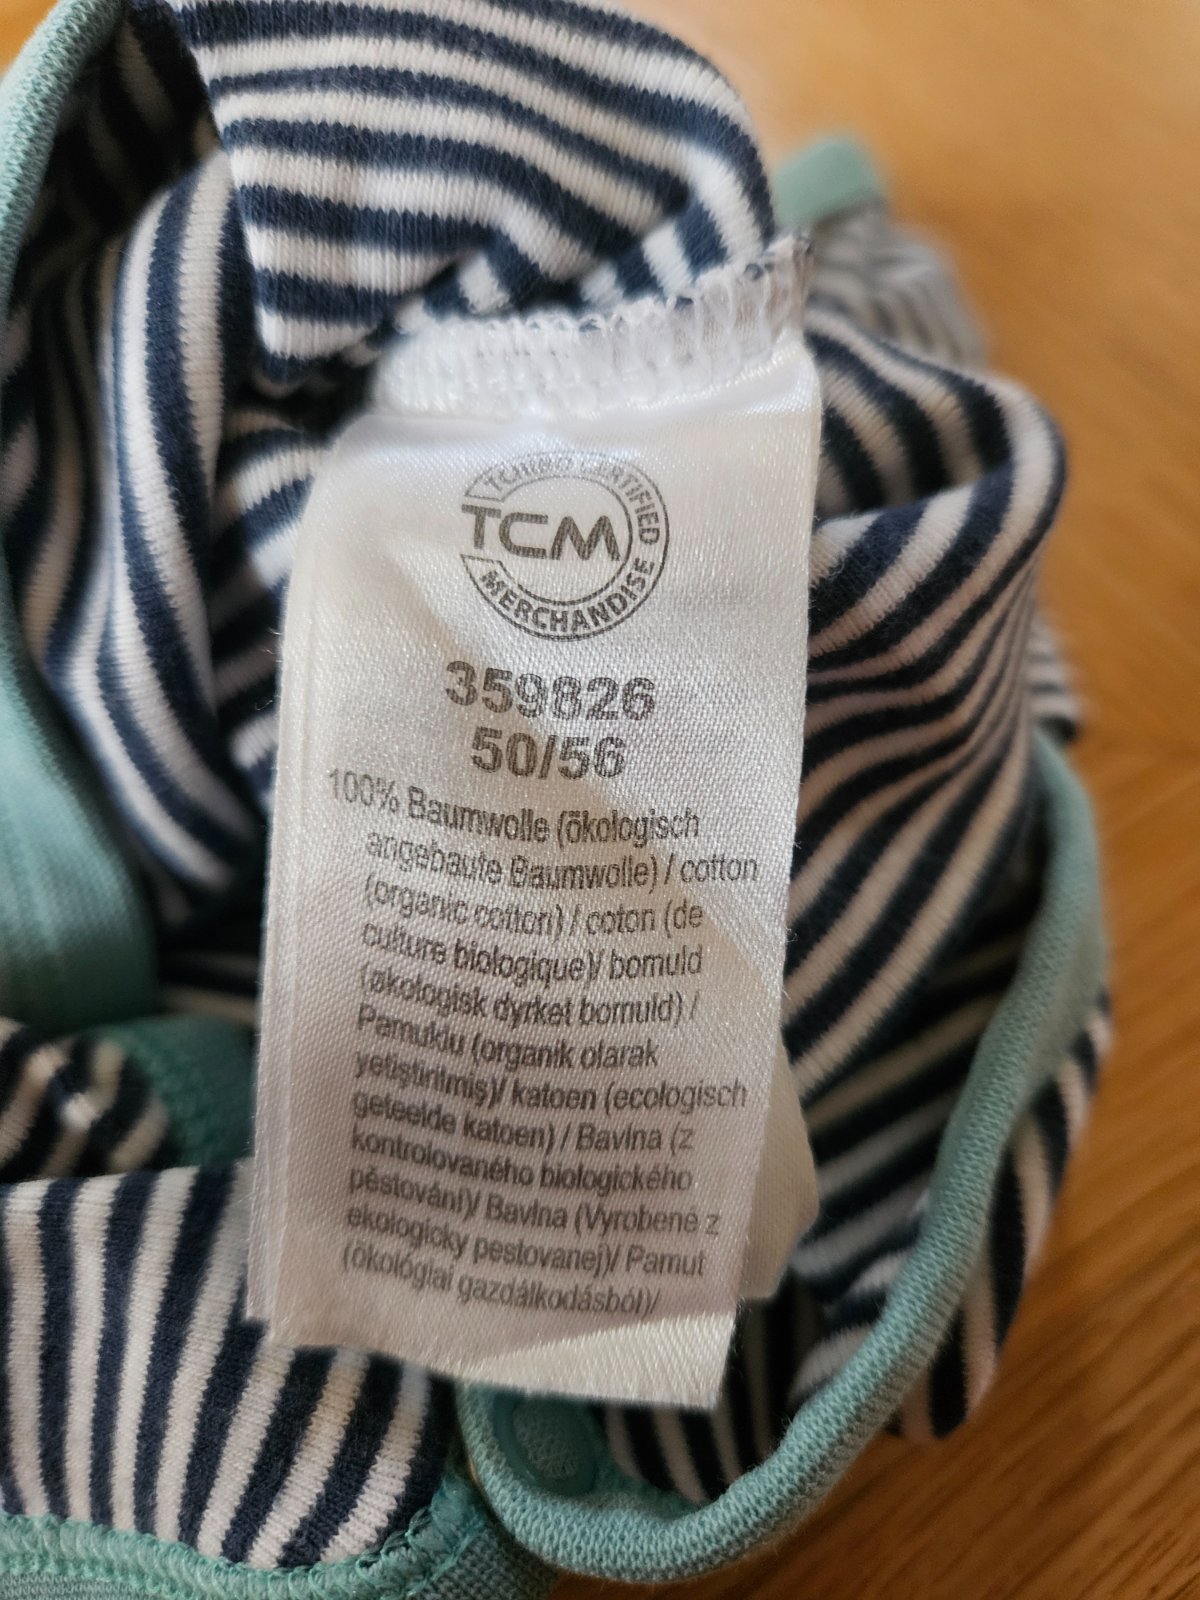 TCHIBO CERTIFIED
TCM
MERCHANDISE
359826
50/56
100% Baumwolle (ökologisch
angebaute Baumwolle) / cotton
(organic cotton) / coton (de
culture biologique)/ bomuld
(økologisk dyrket bomuld) /
Pamuklu (organik olarak
yetiştirilmiş)/ katoen (ecologisch
geteelde katoen) / Bavlna (z
kontrolovaného biologického
pěstování)/ Bavlna (Vyrobené z
ekologicky pestovanej)/ Pamut
(ökológiai gazdálkodásból)/